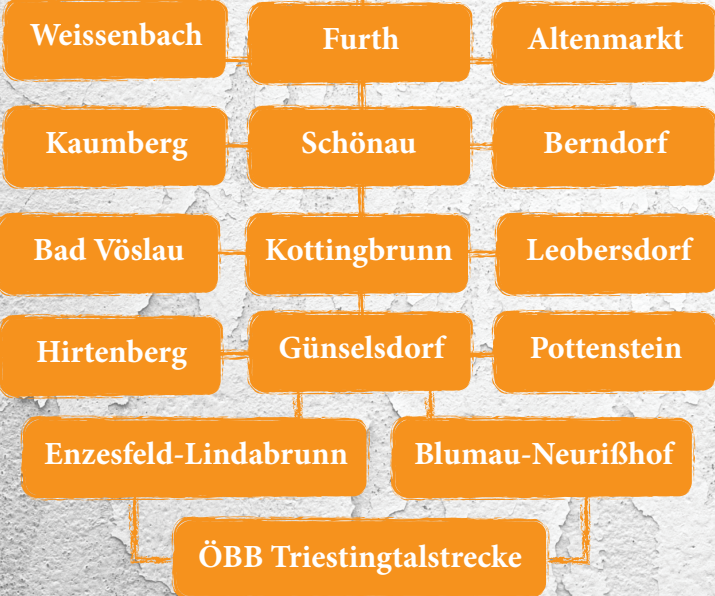 Weissenbach
Furth
Altenmarkt
Kaumberg
Schönau
Berndorf
Bad Vöslau
Kottingbrunn
Leobersdorf
Hirtenberg
Günselsdorf
Pottenstein
Enzesfeld-Lindabrunn
Blumau-Neurißhof
ÖBB Triestingtalstrecke